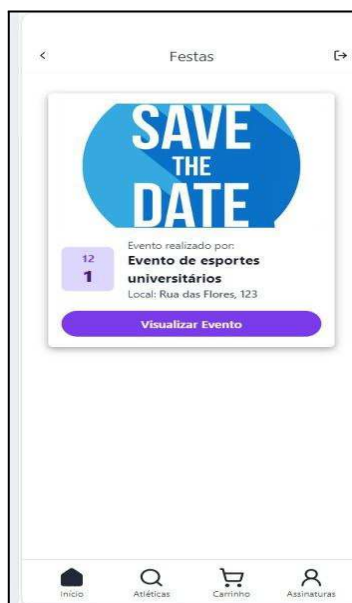 Festas
SAVE
THE
DATE
12
1
Evento realizado por:
Evento de esportes
universitários
Local: Rua das Flores, 123
Visualizar Evento
Início
Atléticas
Carrinho
Assinaturas